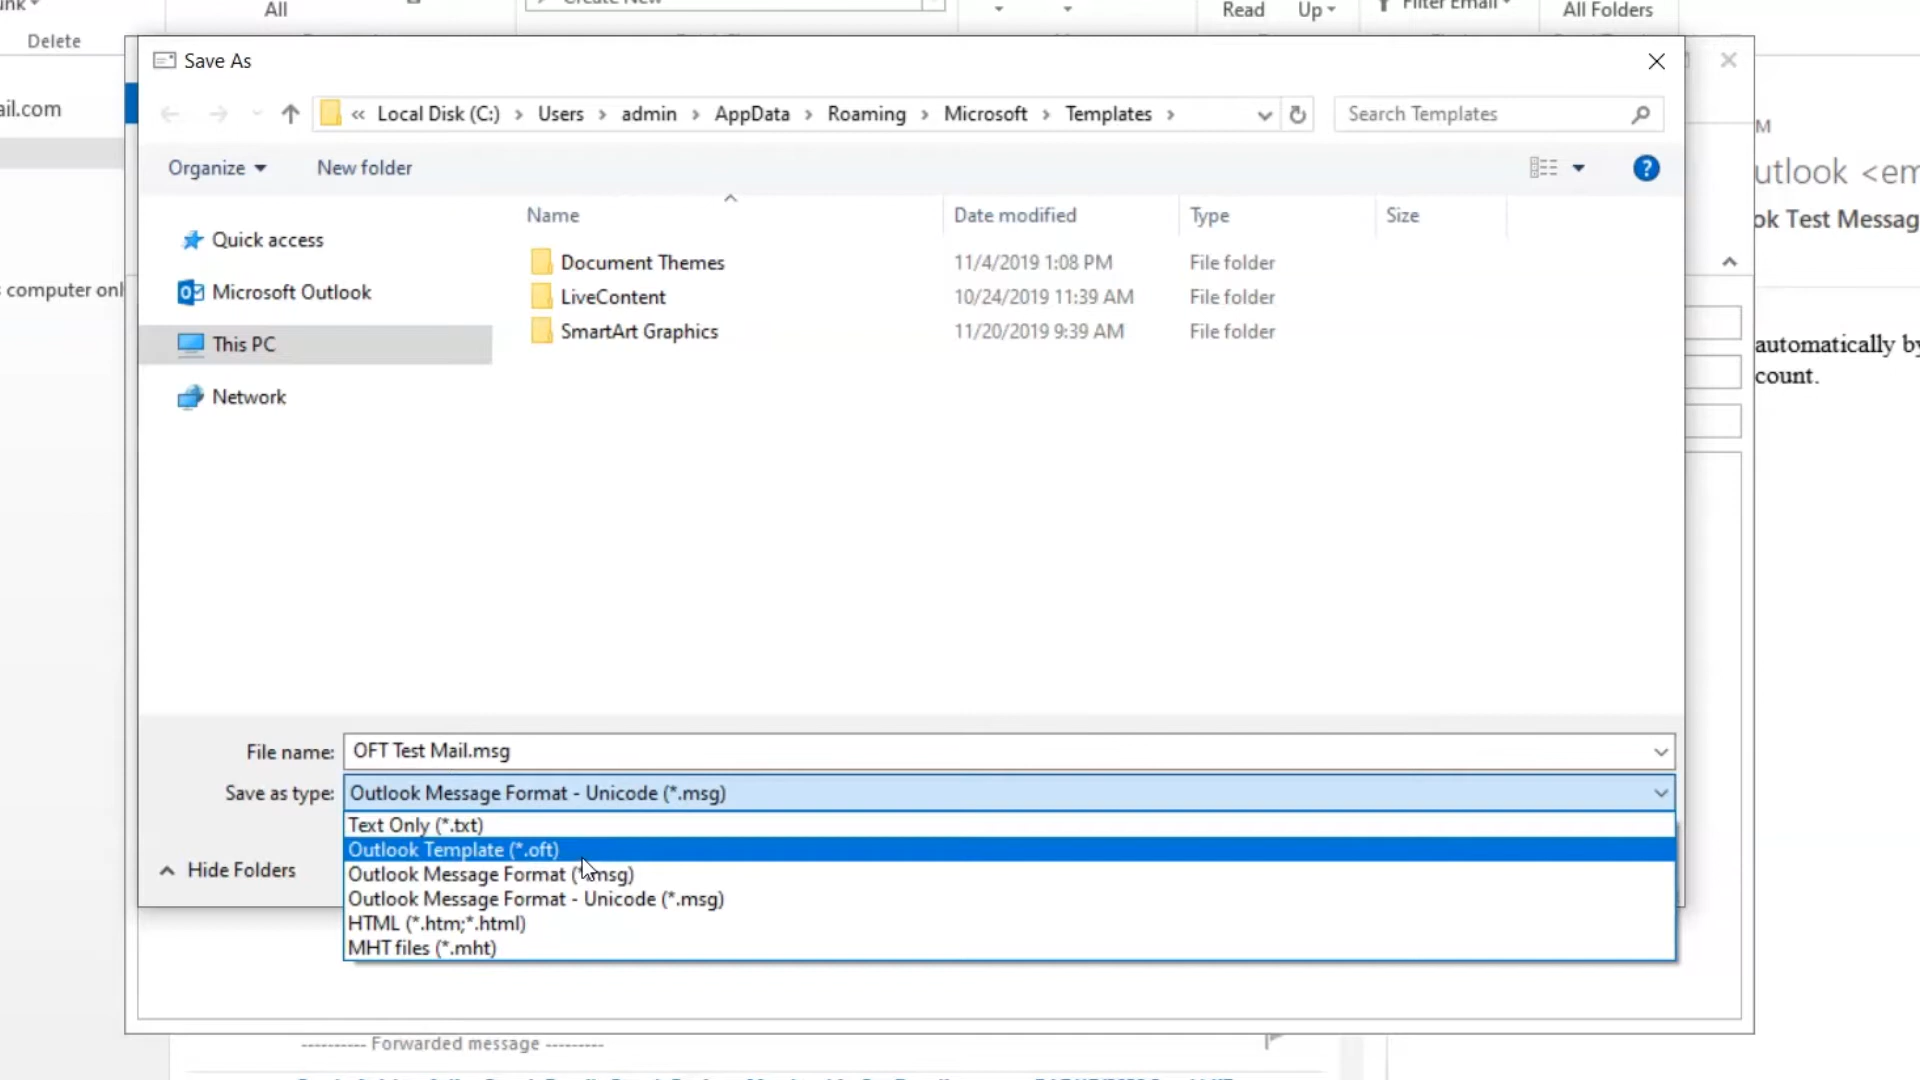 All
Create New
Read
Up
Filter Email
All Folders
Delete
Save As
ail.com
« Local Disk (C:) › Users › admin › AppData › Roaming › Microsoft › Templates ›
Search Templates
M
Organize
New folder
?
utlook <em
ok Test Messag
Name
Date modified
Type
Size
Quick access
Microsoft Outlook
This PC
Network
Document Themes 11/4/2019 1:08 PM File folder
LiveContent 10/24/2019 11:39 AM File folder
SmartArt Graphics 11/20/2019 9:39 AM File folder
computer onl
automatically by
count.
File name: OFT Test Mail.msg
Save as type: Outlook Message Format - Unicode (*.msg)
Text Only (*.txt)
Outlook Template (*.oft)
Outlook Message Format (*.msg)
Outlook Message Format - Unicode (*.msg)
HTML (*.htm;*.html)
MHT files (*.mht)
Hide Folders
---------- Forwarded message ---------